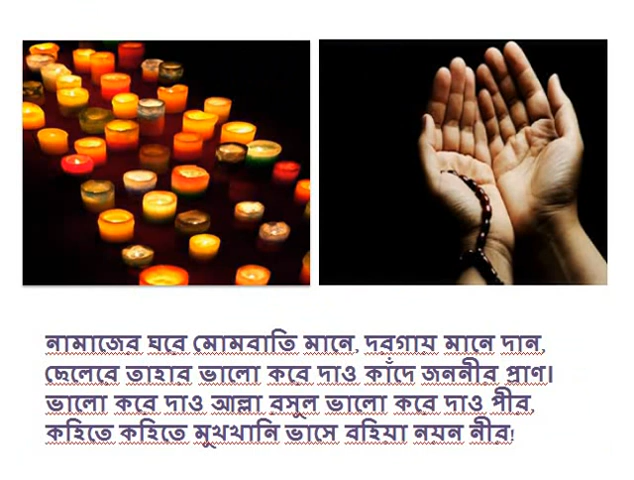 নামাজের ঘরে মোমবাতি মানে, দরগায় মানে দান,
ছেলেরে তাহার ভালো করে দাও কাঁদে জননীর প্রাণ।
ভালো করে দাও আল্লা রসুল ভালো করে দাও পীর,
কহিতে কহিতে মুখখানি ভাসে বহিয়া নয়ন নীর!